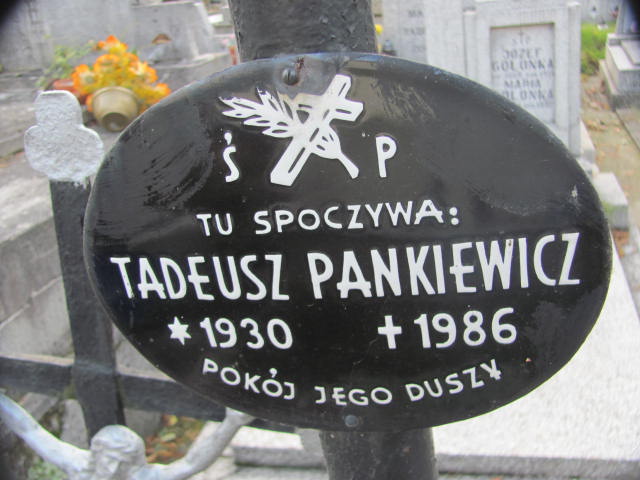 Ś P
TU SPOCZYWA:
TADEUSZ PANKIEWICZ
* 1930 † 1986
POKÓJ JEGO DUSZY
JÓZEF
GOLONKA
MARIA
GOLONKA